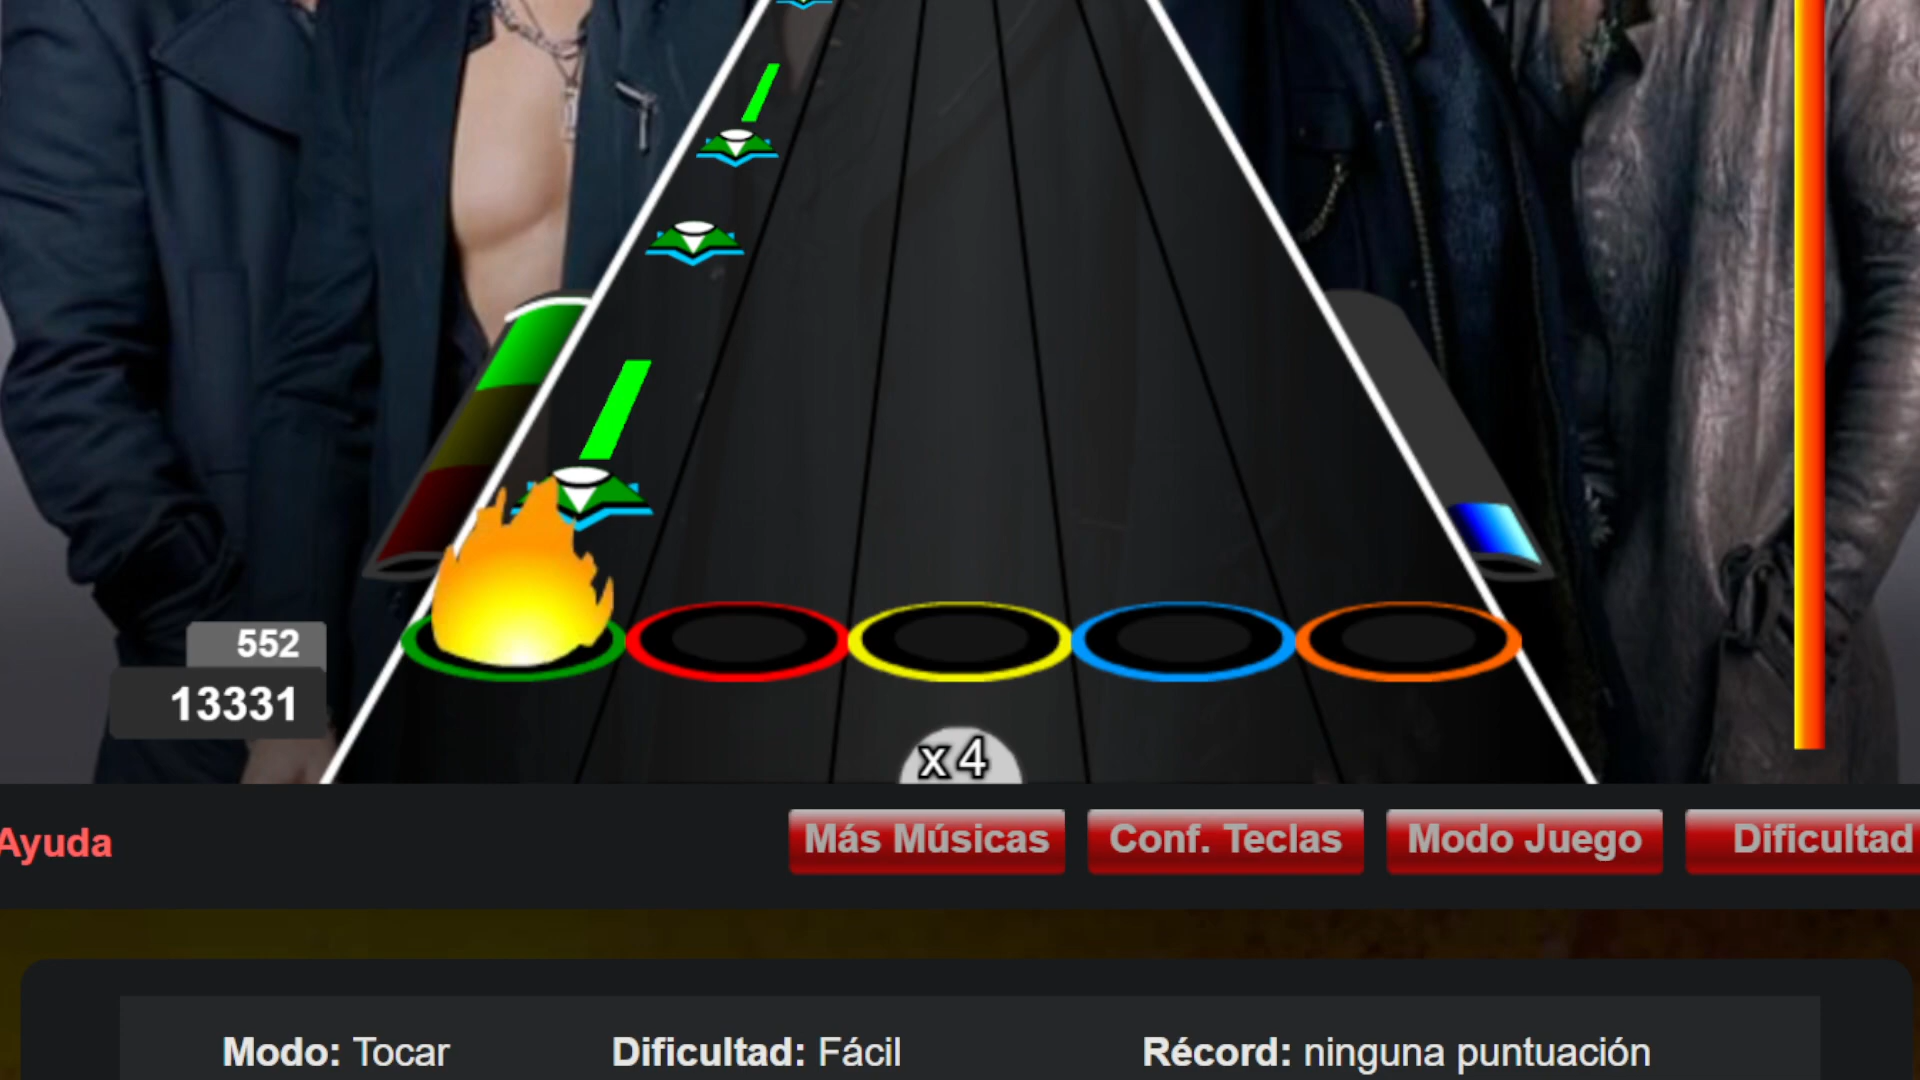 552
13331
x4
Ayuda
Más Músicas
Conf. Teclas
Modo Juego
Dificultad
Modo: Tocar
Dificultad: Fácil
Récord: ninguna puntuación